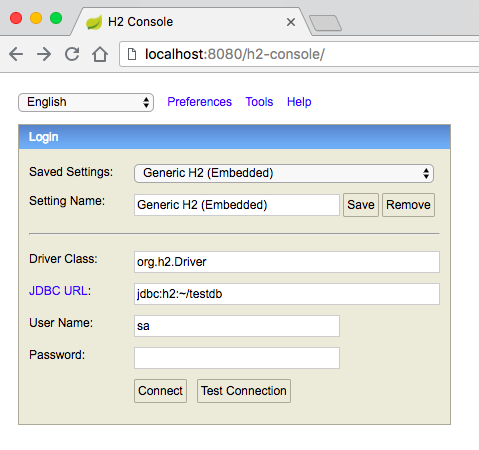 H2 Console
localhost:8080/h2-console/
English Preferences Tools Help
Login
Saved Settings: Generic H2 (Embedded)
Setting Name: Generic H2 (Embedded) Save Remove
Driver Class: org.h2.Driver
JDBC URL: jdbc:h2:~/testdb
User Name: sa
Password:
Connect Test Connection